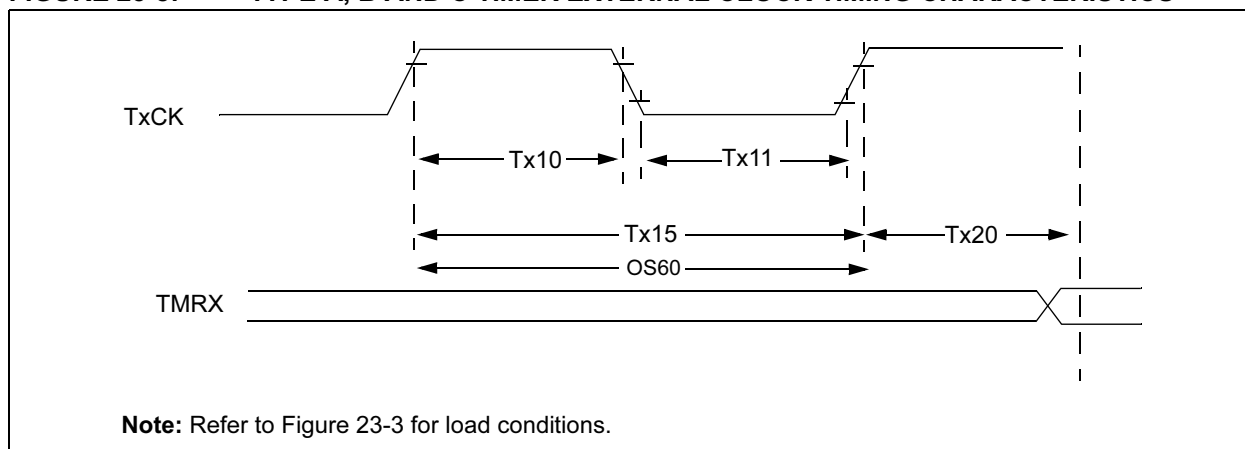 TxCK
Tx10
Tx11
Tx15
Tx20
OS60
TMRX
Note: Refer to Figure 23-3 for load conditions.